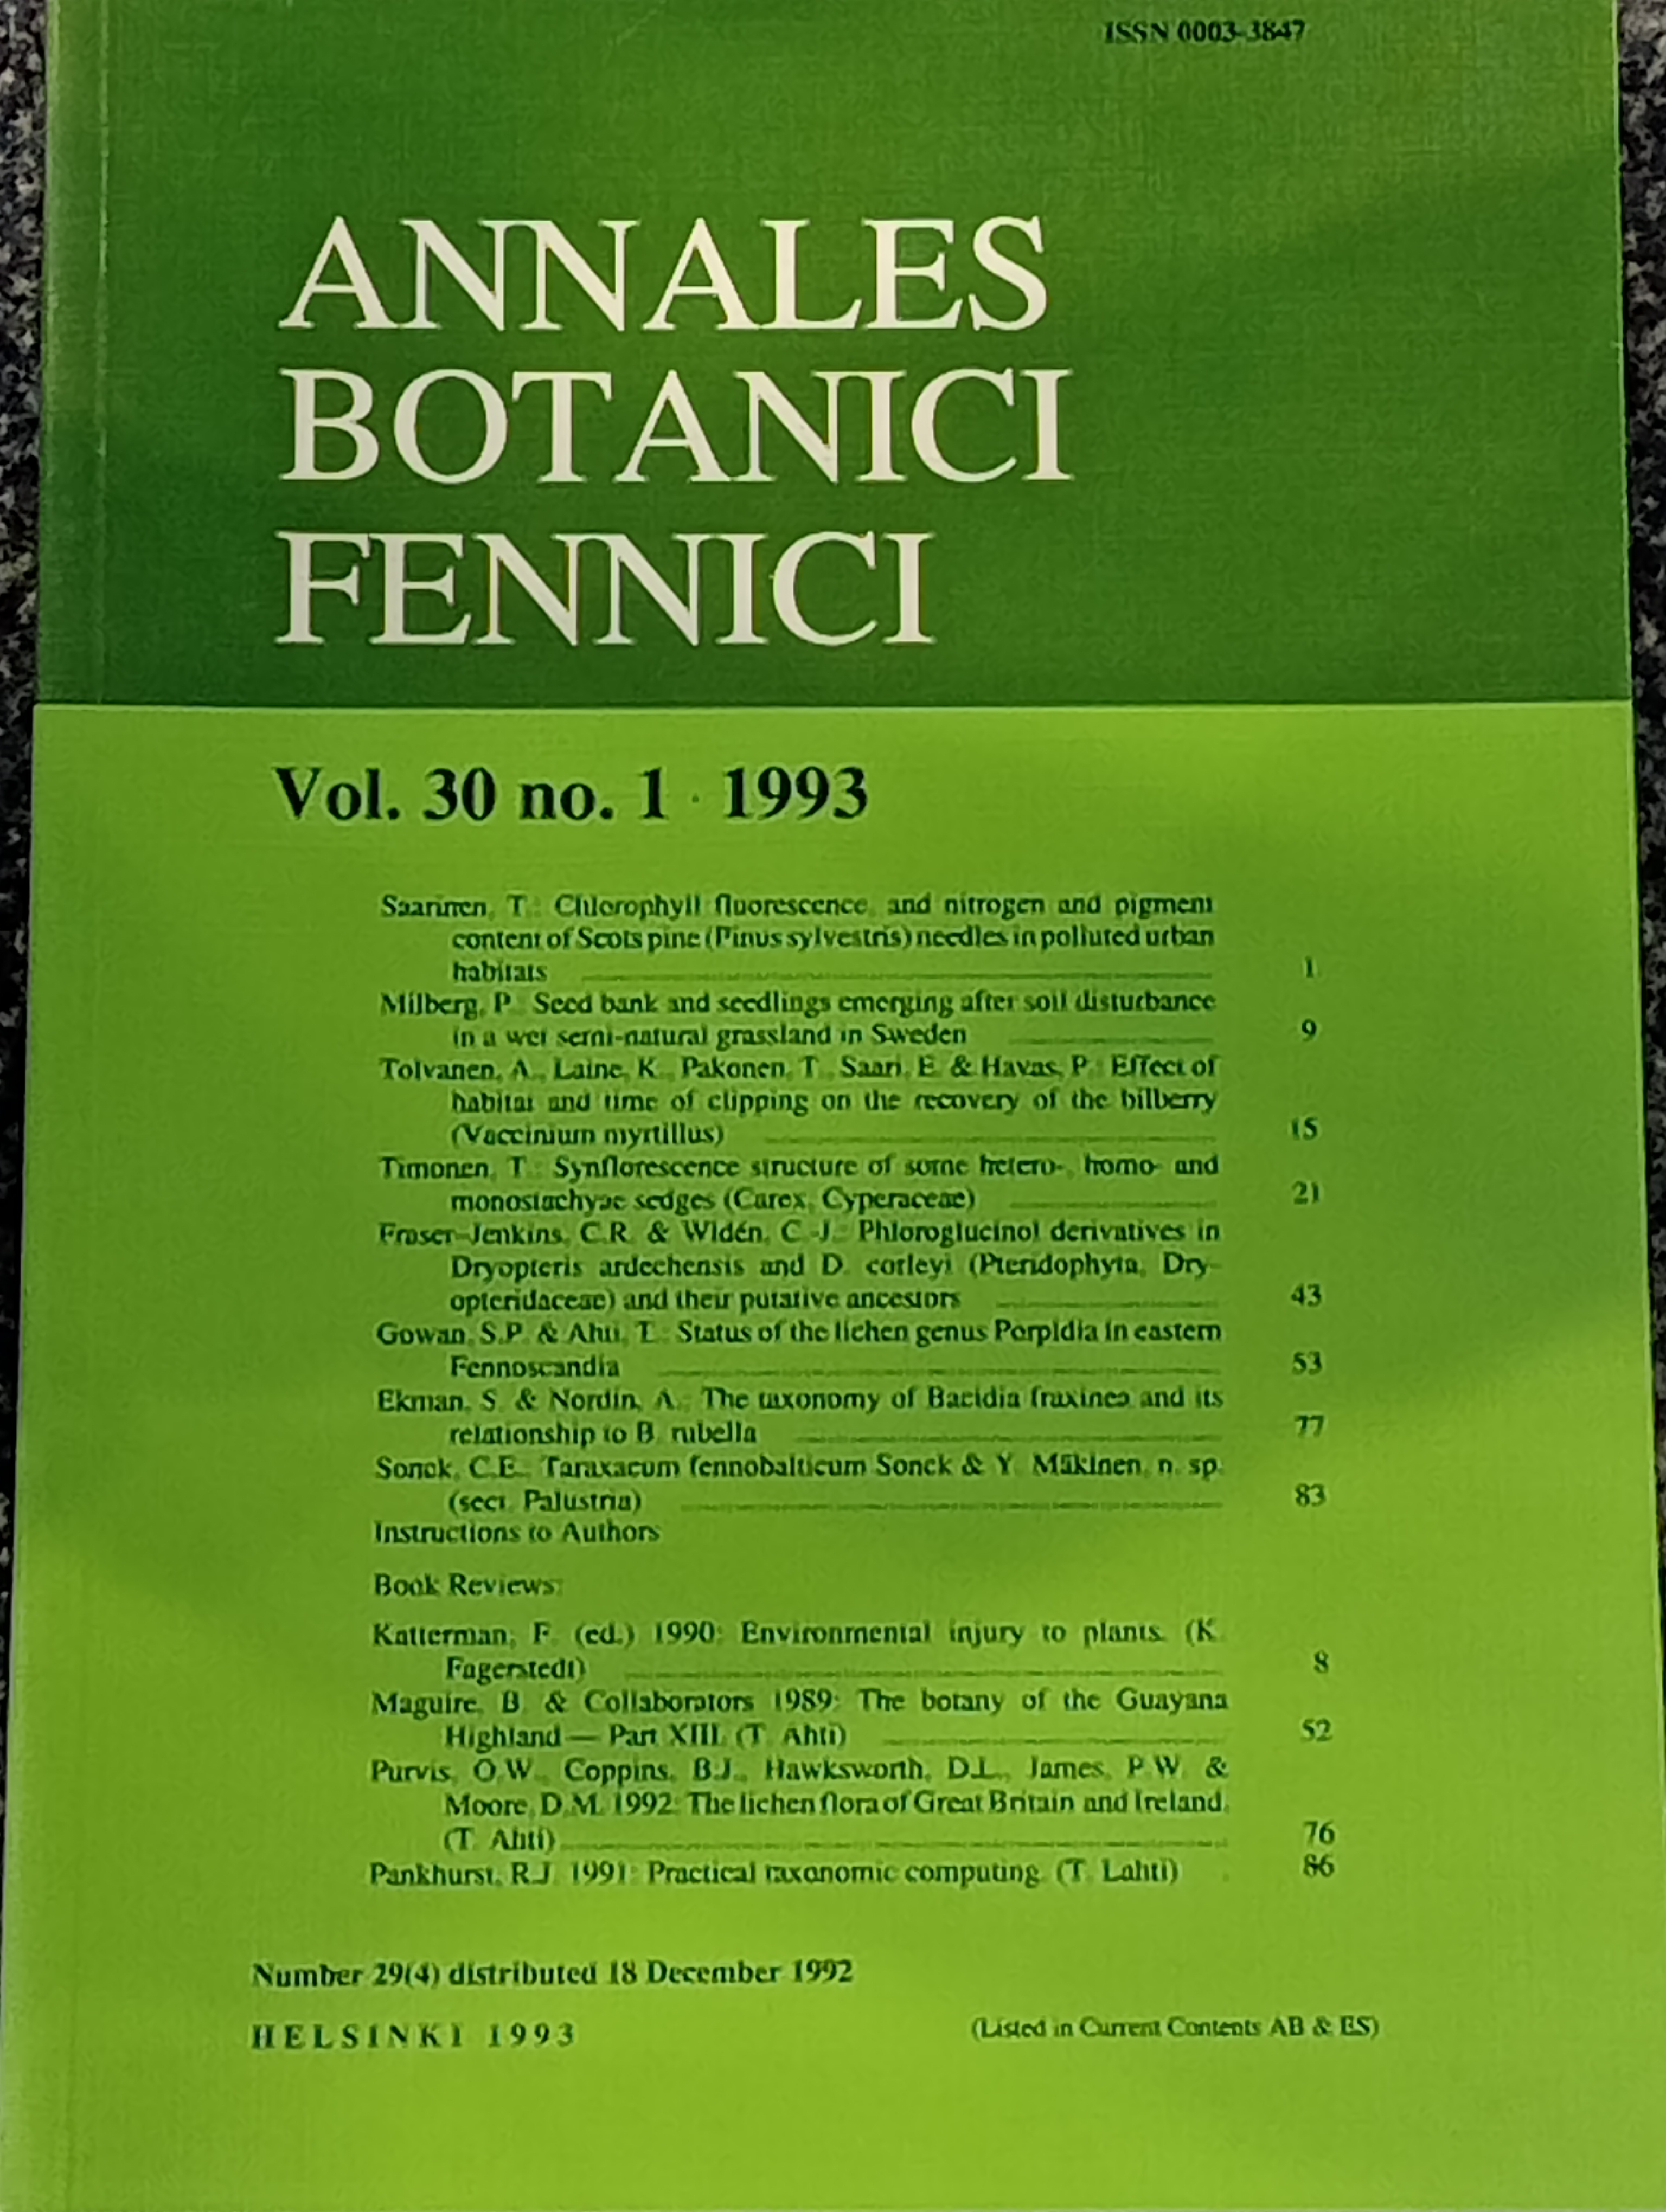 ISSN 0003-3847
ANNALES
BOTANICI
FENNICI
Vol. 30 no. 1 · 1993
Saarinen, T.: Chlorophyll fluorescence, and nitrogen and pigment
content of Scots pine (Pinus sylvestris) needles in polluted urban
habitats 1
Milberg, P.: Seed bank and seedlings emerging after soil disturbance
in a wet semi-natural grassland in Sweden 9
Tolvanen, A., Laine, K., Pakonen, T., Saari, E. & Havas, P.: Effect of
habitat and time of clipping on the recovery of the bilberry
(Vaccinium myrtillus) 15
Timonen, T.: Synflorescence structure of some hetero-, homo- and
monostachyae sedges (Carex, Cyperaceae) 21
Fraser-Jenkins, C.R. & Widén, C.-J.: Phloroglucinol derivatives in
Dryopteris ardechensis and D. corleyi (Pteridophyta, Dry-
opteridaceae) and their putative ancestors 43
Gowan, S.P. & Ahti, T.: Status of the lichen genus Porpidia in eastern
Fennoscandia 53
Ekman, S. & Nordin, A.: The taxonomy of Bacidia fraxinea and its
relationship to B. rubella 77
Sonck, C.E.: Taraxacum fennobalticum Sonck & Y. Mäkinen, n. sp.
(sect. Palustria) 83
Instructions to Authors
Book Reviews:
Katterman, F. (ed.) 1990: Environmental injury to plants. (K.
Fagerstedt) 8
Maguire, B. & Collaborators 1989: The botany of the Guayana
Highland — Part XIII. (T. Ahti) 52
Purvis, O.W., Coppins, B.J., Hawksworth, D.L., James, P.W. &
Moore, D.M. 1992: The lichen flora of Great Britain and Ireland.
(T. Ahti) 76
Pankhurst, R.J. 1991: Practical taxonomic computing. (T. Lahti) 86
Number 29(4) distributed 18 December 1992
HELSINKI 1993
(Listed in Current Contents AB & ES)